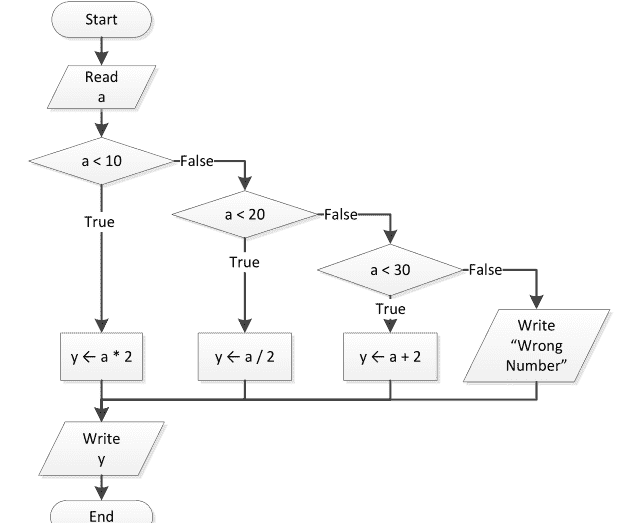 Start
Read
a
a < 10
False
True
a < 20
False
True
a < 30
False
True
y ← a * 2
y ← a / 2
y ← a + 2
Write
“Wrong
Number”
Write
y
End